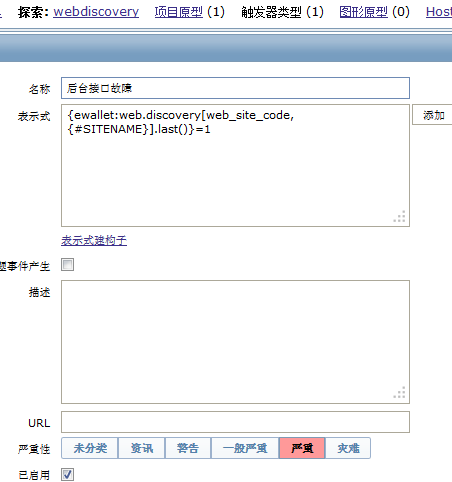 探索: webdiscovery 项目原型 (1) 触发器类型 (1) 图形原型 (0) Host
名称 后台接口故障
表示式 {ewallet:web.discovery[web_site_code,
{#SITENAME}].last()}=1
添加
表示式建构子
题事件产生
描述
URL
严重性 未分类 资讯 警告 一般严重 严重 灾难
已启用